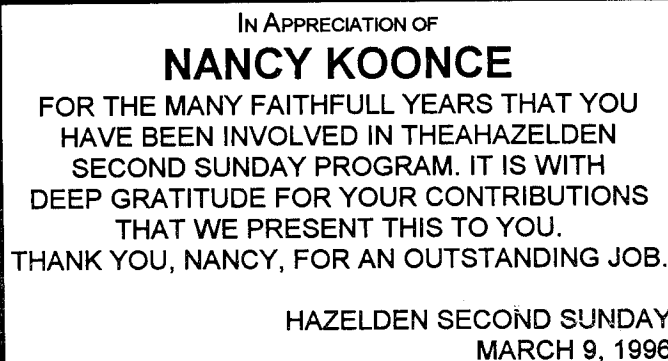 IN APPRECIATION OF
NANCY KOONCE
FOR THE MANY FAITHFULL YEARS THAT YOU
HAVE BEEN INVOLVED IN THEAHAZELDEN
SECOND SUNDAY PROGRAM. IT IS WITH
DEEP GRATITUDE FOR YOUR CONTRIBUTIONS
THAT WE PRESENT THIS TO YOU.
THANK YOU, NANCY, FOR AN OUTSTANDING JOB.
HAZELDEN SECOND SUNDAY
MARCH 9, 1996